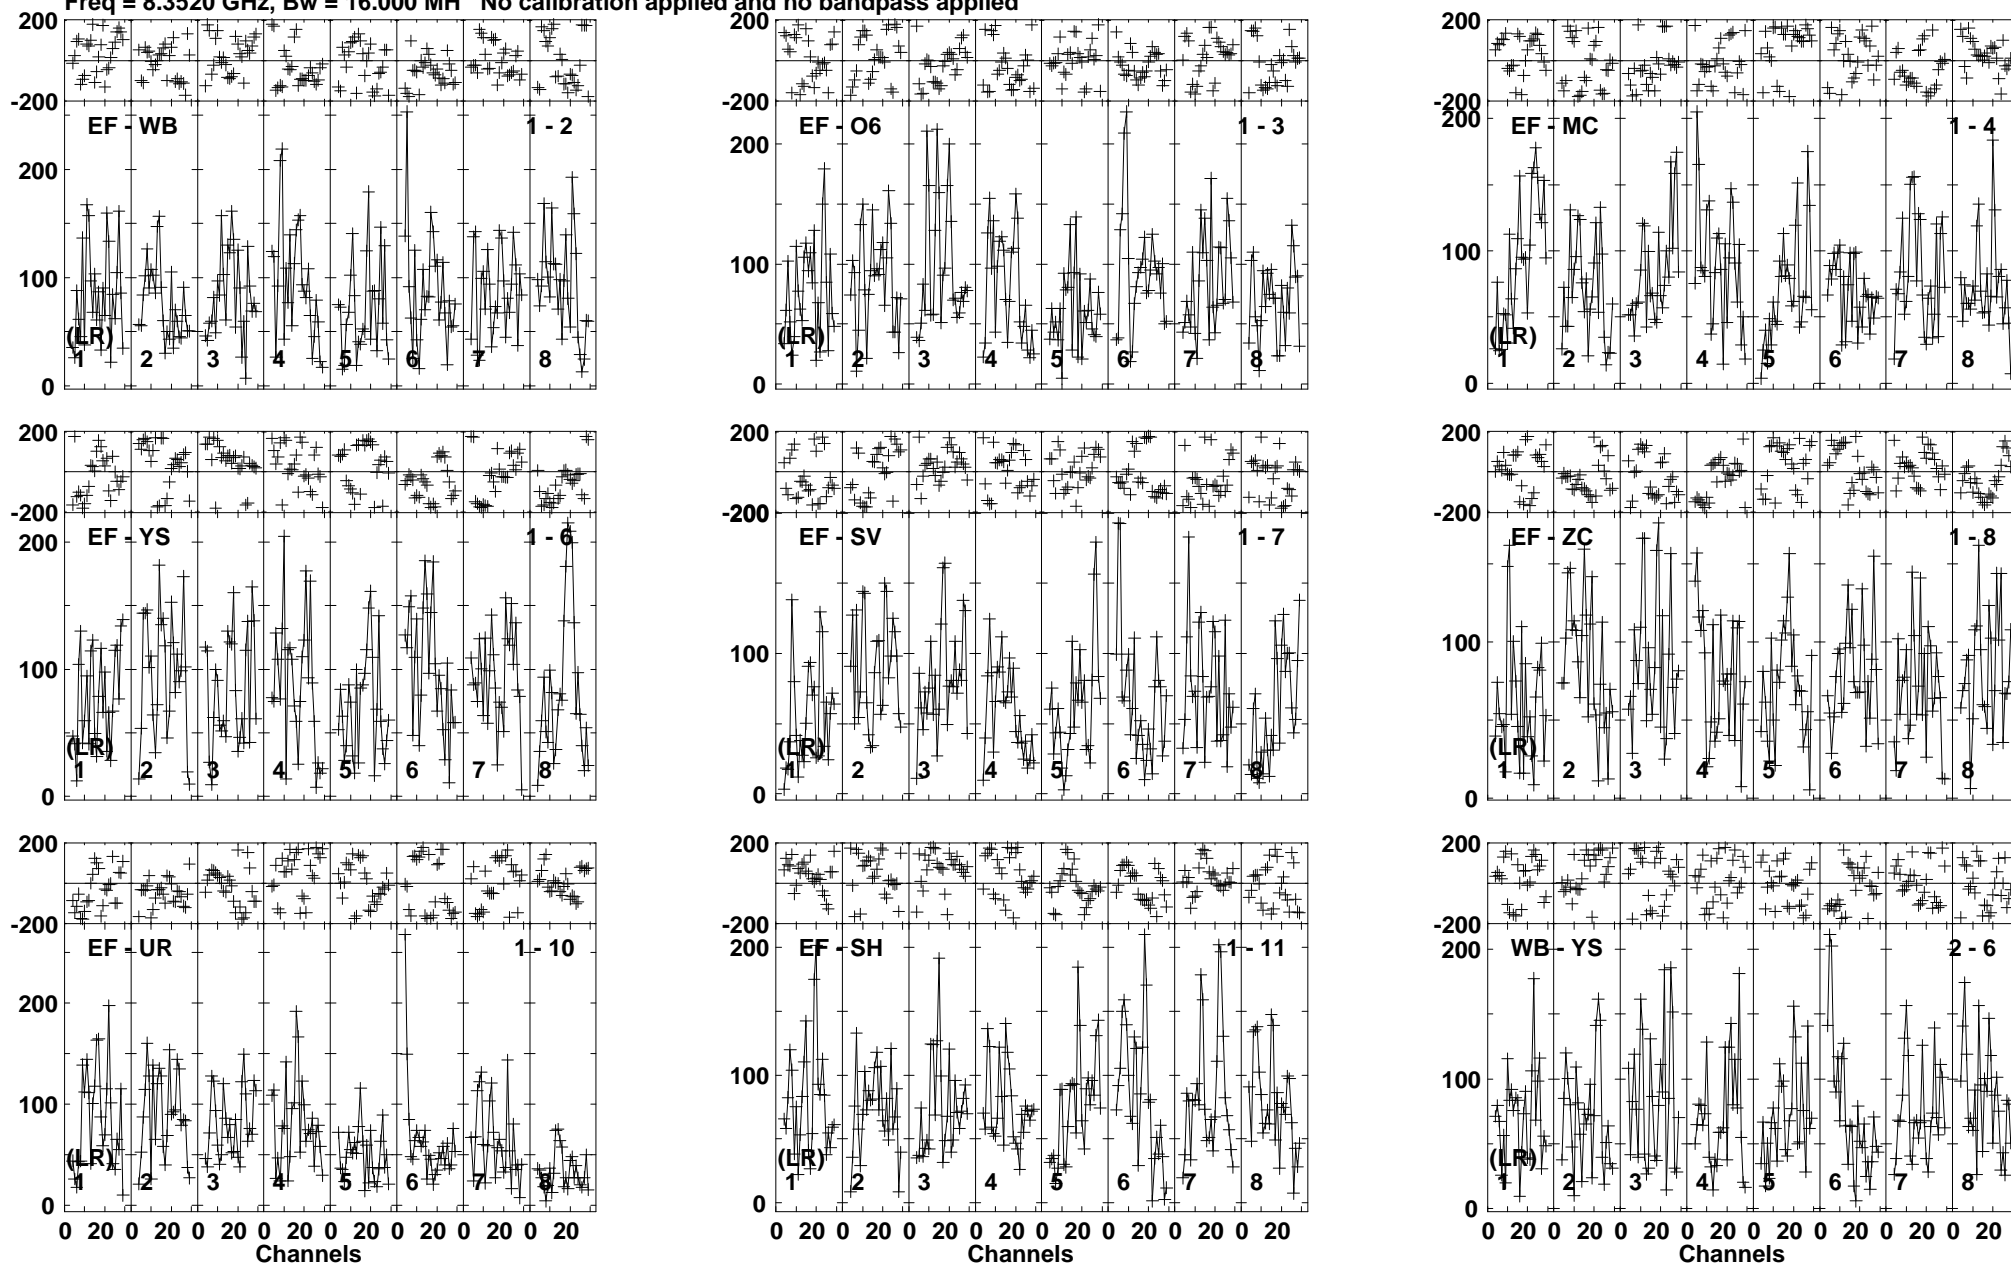 Freq = 8.3520 GHz, Bw = 16.000 MH No calibration applied and no bandpass applied
200 200 200
-200 -200 -200
EF - WB 1 - 2 EF - O6 1 - 3 EF - MC 1 - 4
200 200 200
100 100 100
(LR) (LR) (LR)
1 2 3 4 5 6 7 8 1 2 3 4 5 6 7 8 1 2 3 4 5 6 7 8
0 0 0
200 200 200
-200 -200 -200
EF - YS 1 - 6 EF - SV 1 - 7 EF - ZC 1 - 8
200 200
100 100 100
(LR) (LR) (LR)
1 2 3 4 5 6 7 8 1 2 3 4 5 6 7 8 1 2 3 4 5 6 7 8
0 0 0
200 200 200
-200 -200 -200
EF - UR 1 - 10 EF - SH 1 - 11 WB - YS 2 - 6
200 200 200
100 100 100
(LR) (LR) (LR)
1 2 3 4 5 6 7 8 1 2 3 4 5 6 7 8 1 2 3 4 5 6 7 8
0 0 0
0 20 0 20 0 20 0 20 0 20 0 20 0 20 0 20 0 20 0 20 0 20 0 20 0 20 0 20 0 20 0 20 0 20 0 20 0 20 0 20 0 20 0 20 0 20 0 20
Channels Channels Channels